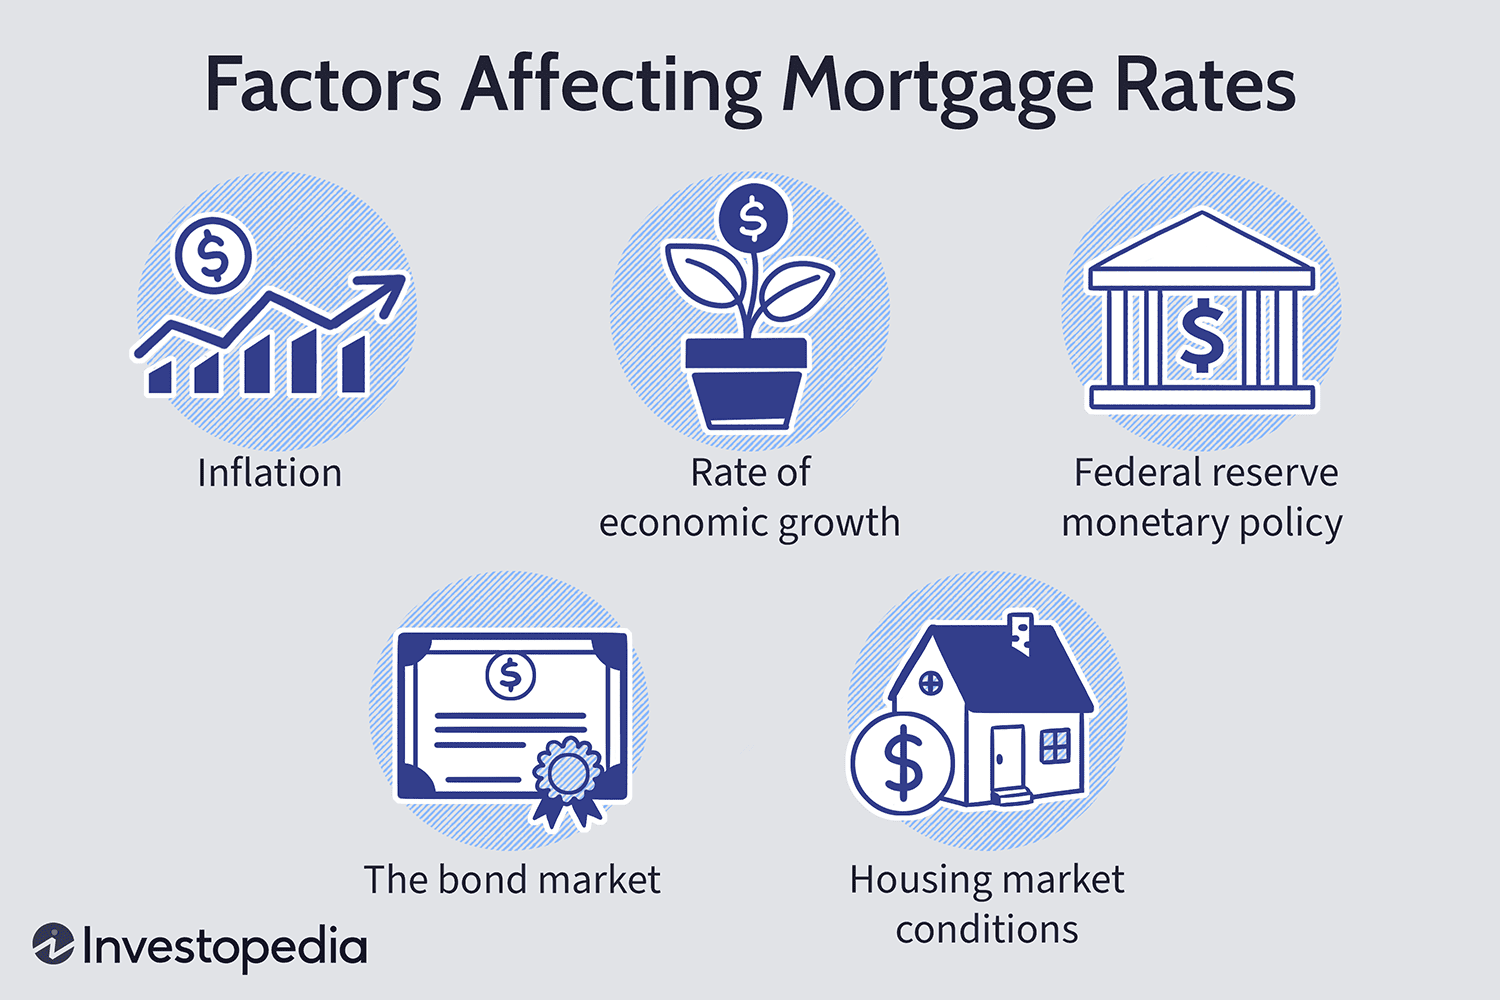 Factors Affecting Mortgage Rates
$
$
$
Inflation
Rate of
economic growth
Federal reserve
monetary policy
$
$
The bond market
Housing market
conditions
Investopedia